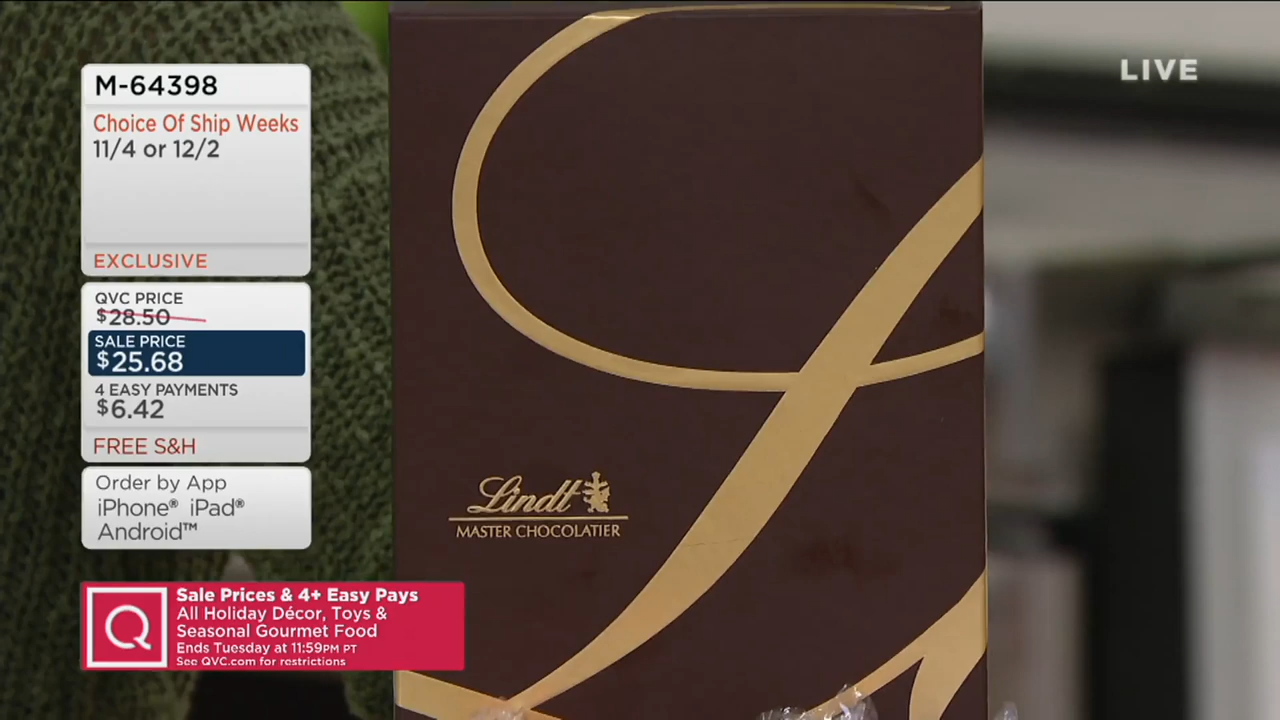 M-64398
Choice Of Ship Weeks
11/4 or 12/2
EXCLUSIVE
QVC PRICE
$28.50
SALE PRICE
$25.68
4 EASY PAYMENTS
$6.42
FREE S&H
Order by App
iPhone® iPad®
Android™
Q
Sale Prices & 4+ Easy Pays
All Holiday Décor, Toys &
Seasonal Gourmet Food
Ends Tuesday at 11:59PM PT
See QVC.com for restrictions
Lindt
MASTER CHOCOLATIER
LIVE